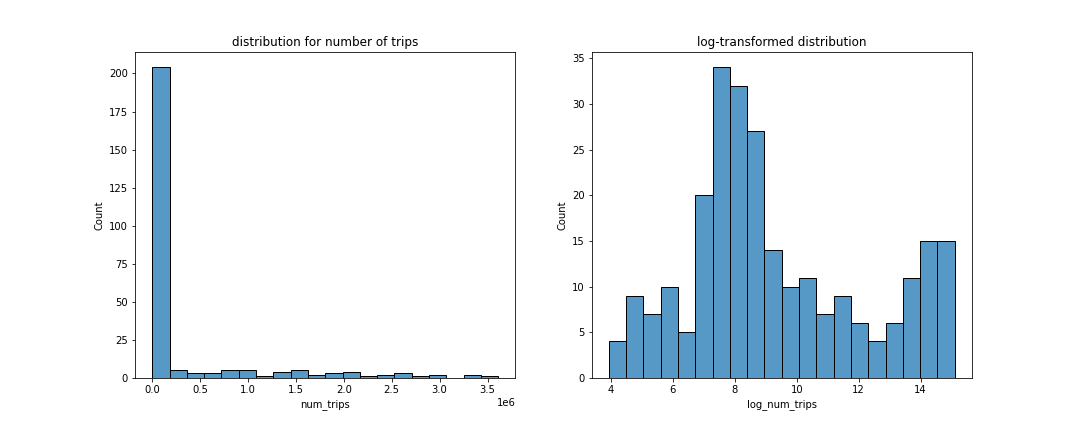 distribution for number of trips
200
175
150
125
100
75
50
25
0
Count
0.0 0.5 1.0 1.5 2.0 2.5 3.0 3.5
1e6
num_trips
log-transformed distribution
35
30
25
20
15
10
5
0
Count
4 6 8 10 12 14
log_num_trips